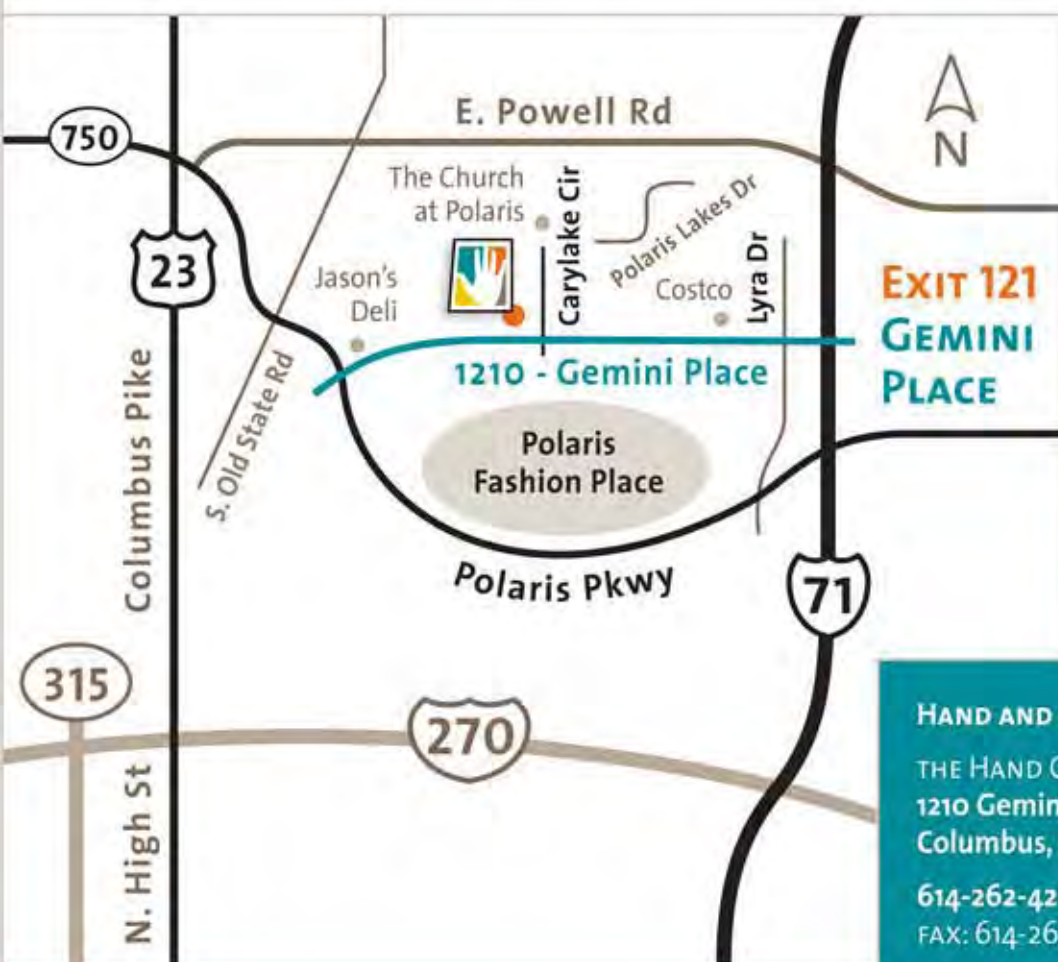 E. Powell Rd
750
N
The Church
at Polaris
Carylake Cir
Polaris Lakes Dr
23
Jason's
Deli
Costco
Lyra Dr
EXIT 121
GEMINI
PLACE
1210 - Gemini Place
Columbus Pike
S. Old State Rd
Polaris
Fashion Place
Polaris Pkwy
71
315
270
N. High St
HAND AND
THE HAND
1210 Gemin
Columbus,
614-262-42
FAX: 614-26